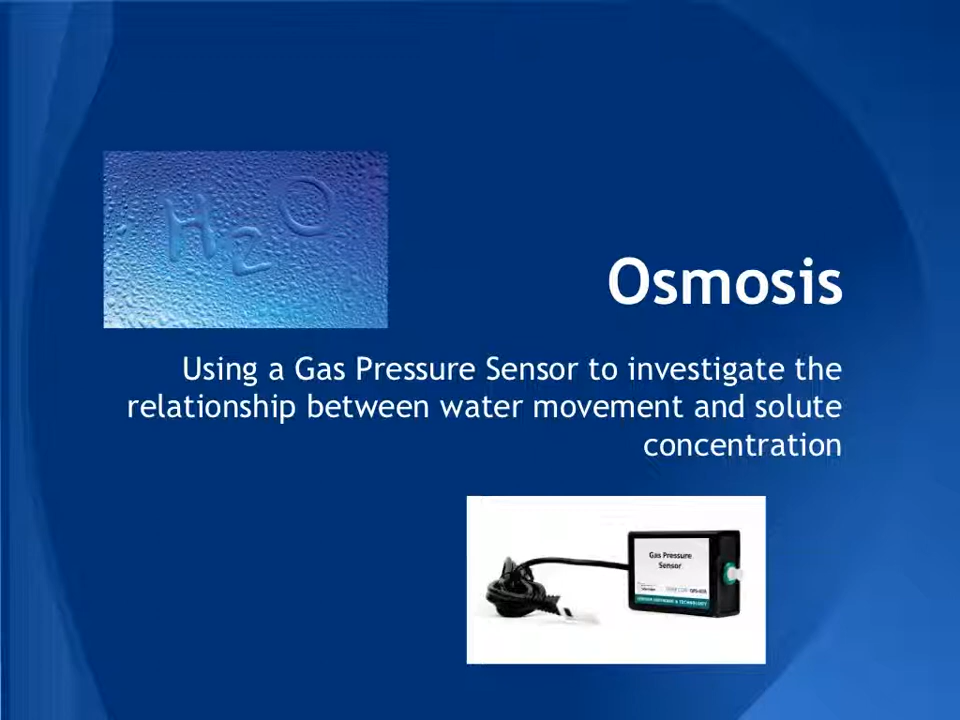 H2O
Osmosis
Using a Gas Pressure Sensor to investigate the
relationship between water movement and solute
concentration
Gas Pressure
Sensor